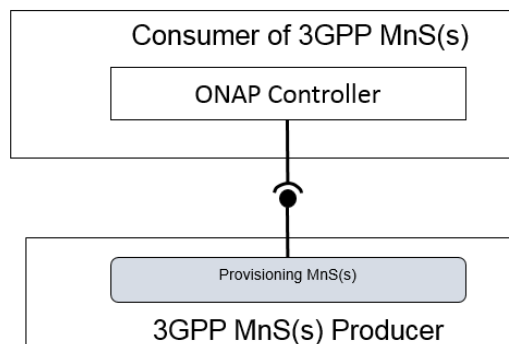 Consumer of 3GPP MnS(s)
ONAP Controller
Provisioning MnS(s)
3GPP MnS(s) Producer